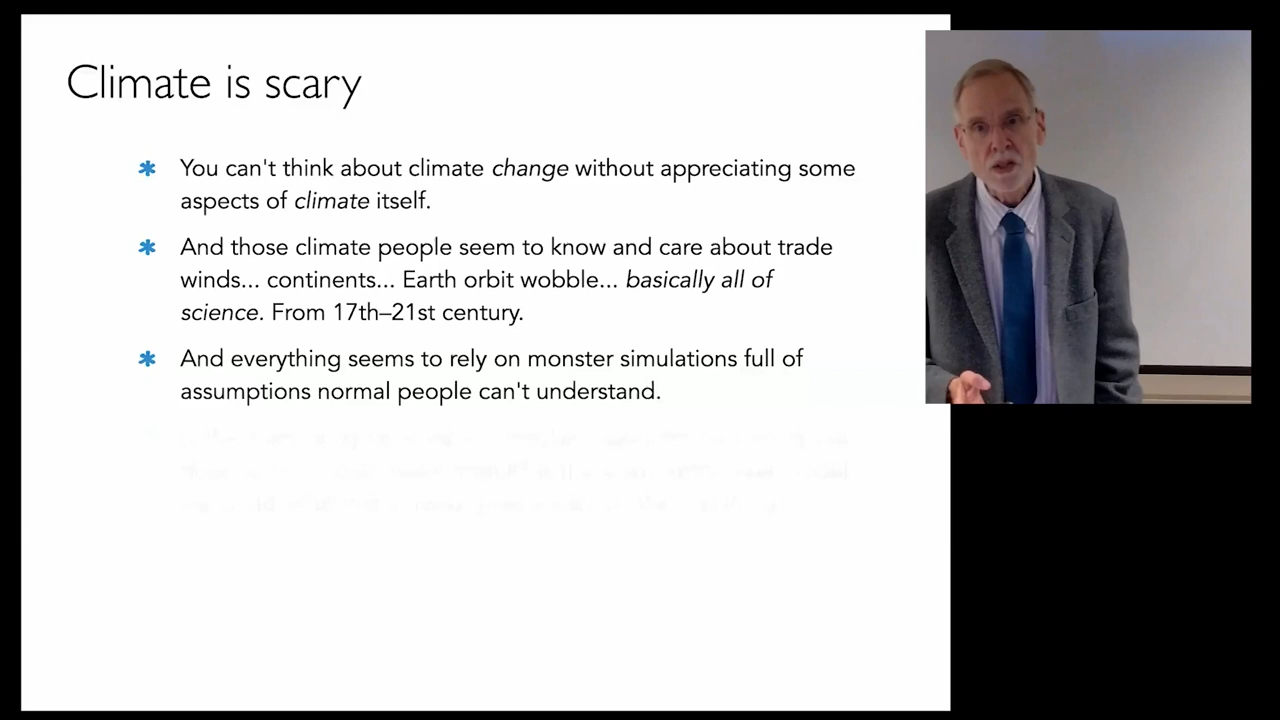 Climate is scary
* You can't think about climate change without appreciating some
aspects of climate itself.
* And those climate people seem to know and care about trade
winds... continents... Earth orbit wobble... basically all of
science. From 17th–21st century.
* And everything seems to rely on monster simulations full of
assumptions normal people can't understand.